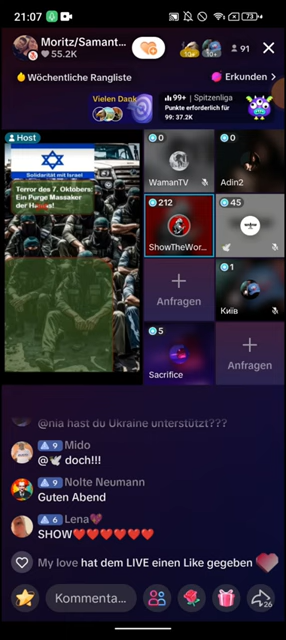 21:07
73
Moritz/Samant...
55.2K
10+
10+
91
Wöchentliche Rangliste
Erkunden >
Vielen Dank
99+ | Spitzenliga
Punkte erforderlich für
99: 37.2K
Host
Solidarität mit Israel
Terror des 7. Oktobers:
Ein Purge Massaker
der
0
WamanTV
0
Adin2
212
ShowTheWor...
45
🕊
+
Anfragen
1
Київ
5
Sacrifice
+
Anfragen
@nia hast du Ukraine unterstützt???
9 Mido
@🕊 doch!!!
9 Nolte Neumann
Guten Abend
6 Lena
SHOW❤️❤️❤️❤️❤️❤️
My love hat dem LIVE einen Like gegeben
Kommenta...
26